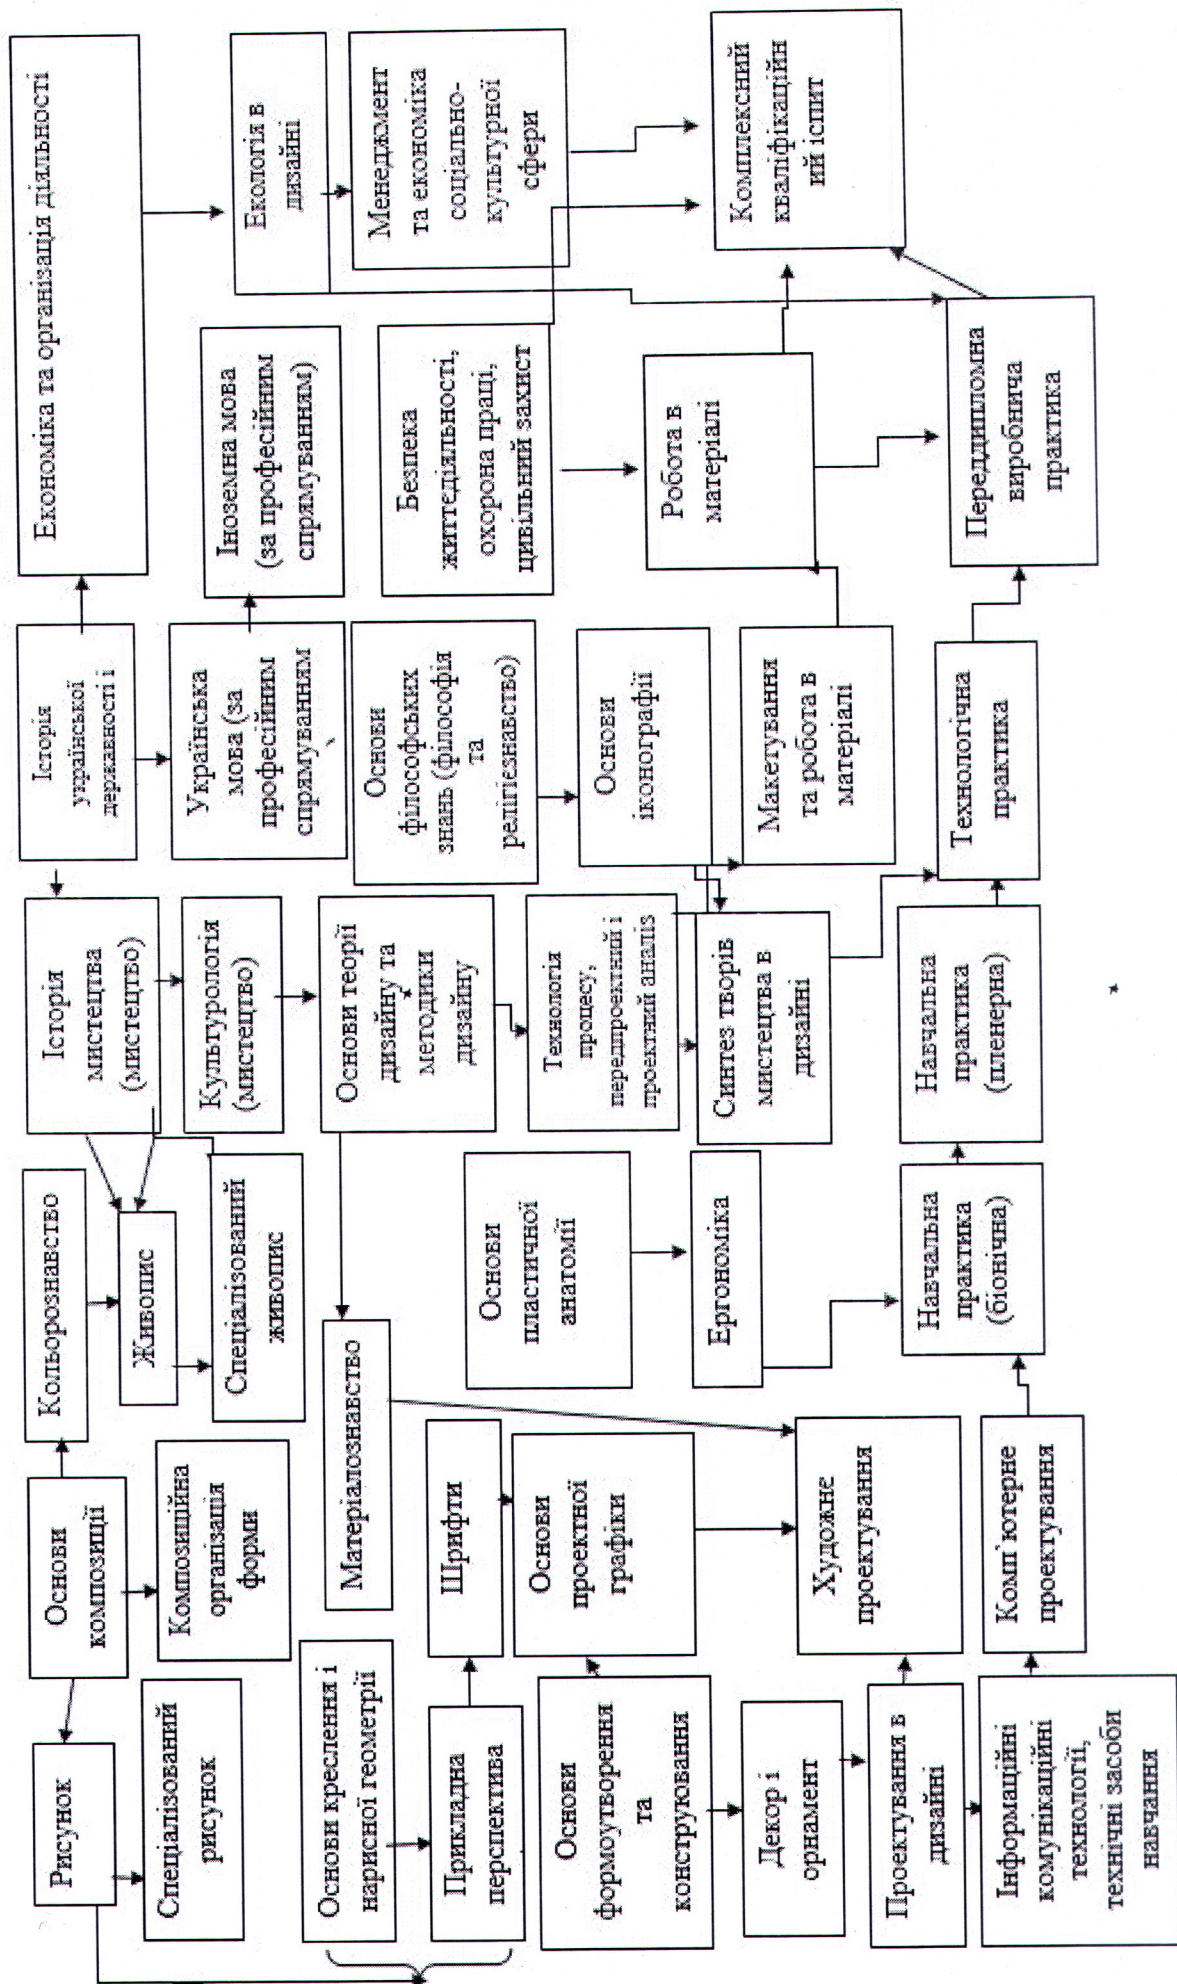 Рисунок
Спеціалізований
рисунок
Основи креслення і
нарисної геометрії
Прикладна
перспектива
Основи
формоутворення
та
конструювання
Декор і
орнамент
Проектування в
дизайні
Інформаційні
комунікаційні
технології,
технічні засоби
навчання
Основи
композиції
Композиційна
організація
форми
Матеріалознавство
Шрифти
Основи
проектної
графіки
Художнє
проектування
Комп`ютерне
проектування
Кольорознавство
Живопис
Спеціалізований
живопис
Основи
пластичної
анатомії
Ергономіка
Навчальна
практика
(біонічна)
Історія
мистецтва
(мистецтво)
Культурологія
(мистецтво)
Основи теорії
дизайну та
методики
дизайну
Технологія
процесу,
передпроектний і
проектний аналіз
Синтез творів
мистецтва в
дизайні
Навчальна
практика
(пленерна)
Історія
української
державності і
Українська
мова (за
професійним
спрямуванням
Основи
філософських
знань (філософія
та
релігієзнавство)
Основи
іконографії
Макетування
та робота в
матеріалі
Технологічна
практика
Економіка та організація діяльності
Іноземна мова
(за професійним
спрямуванням)
Безпека
життєдіяльності,
охорона праці,
цивільний захист
Робота в
матеріалі
Переддипломна
виробнича
практика
Екологія в
дизайні
Менеджмент
та економіка
соціально-
культурної
сфери
Комплексний
кваліфікаційн
ий іспит